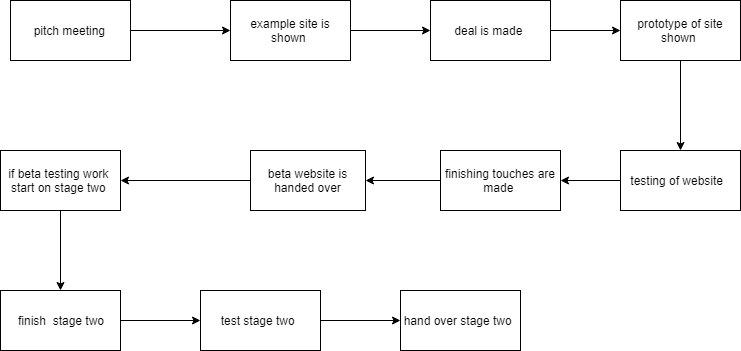 pitch meeting
example site is
shown
deal is made
prototype of site
shown
testing of website
finishing touches are
made
beta website is
handed over
if beta testing work
start on stage two
finish  stage two
test stage two
hand over stage two